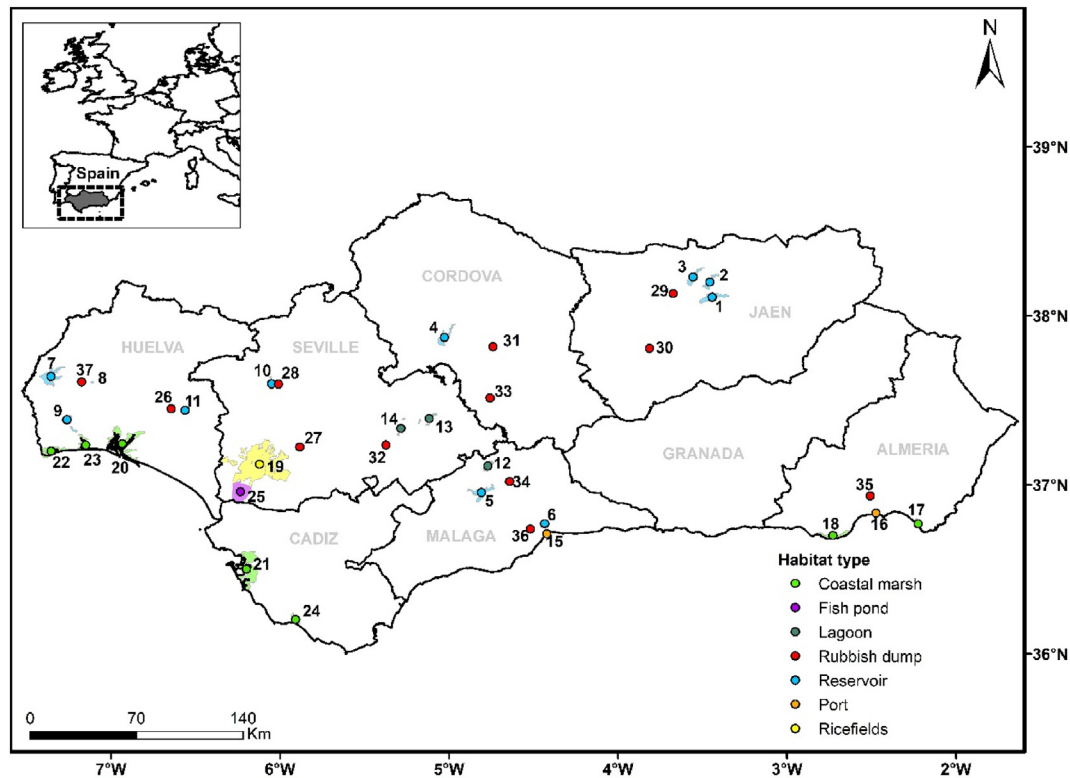 N
Spain
39°N
CORDOVA
3
2
29
1
JAEN
38°N
4
31
30
HUELVA
SEVILLE
7
37
8
10
28
33
26
11
9
14
13
27
32
22
23
20
19
12
GRANADA
ALMERIA
34
37°N
25
5
35
6
CADIZ
MALAGA
36
15
18
16
17
21
24
Habitat type
Coastal marsh
Fish pond
Lagoon
Rubbish dump
36°N
Reservoir
Port
Ricefields
0 70 140
Km
7°W 6°W 5°W 4°W 3°W 2°W